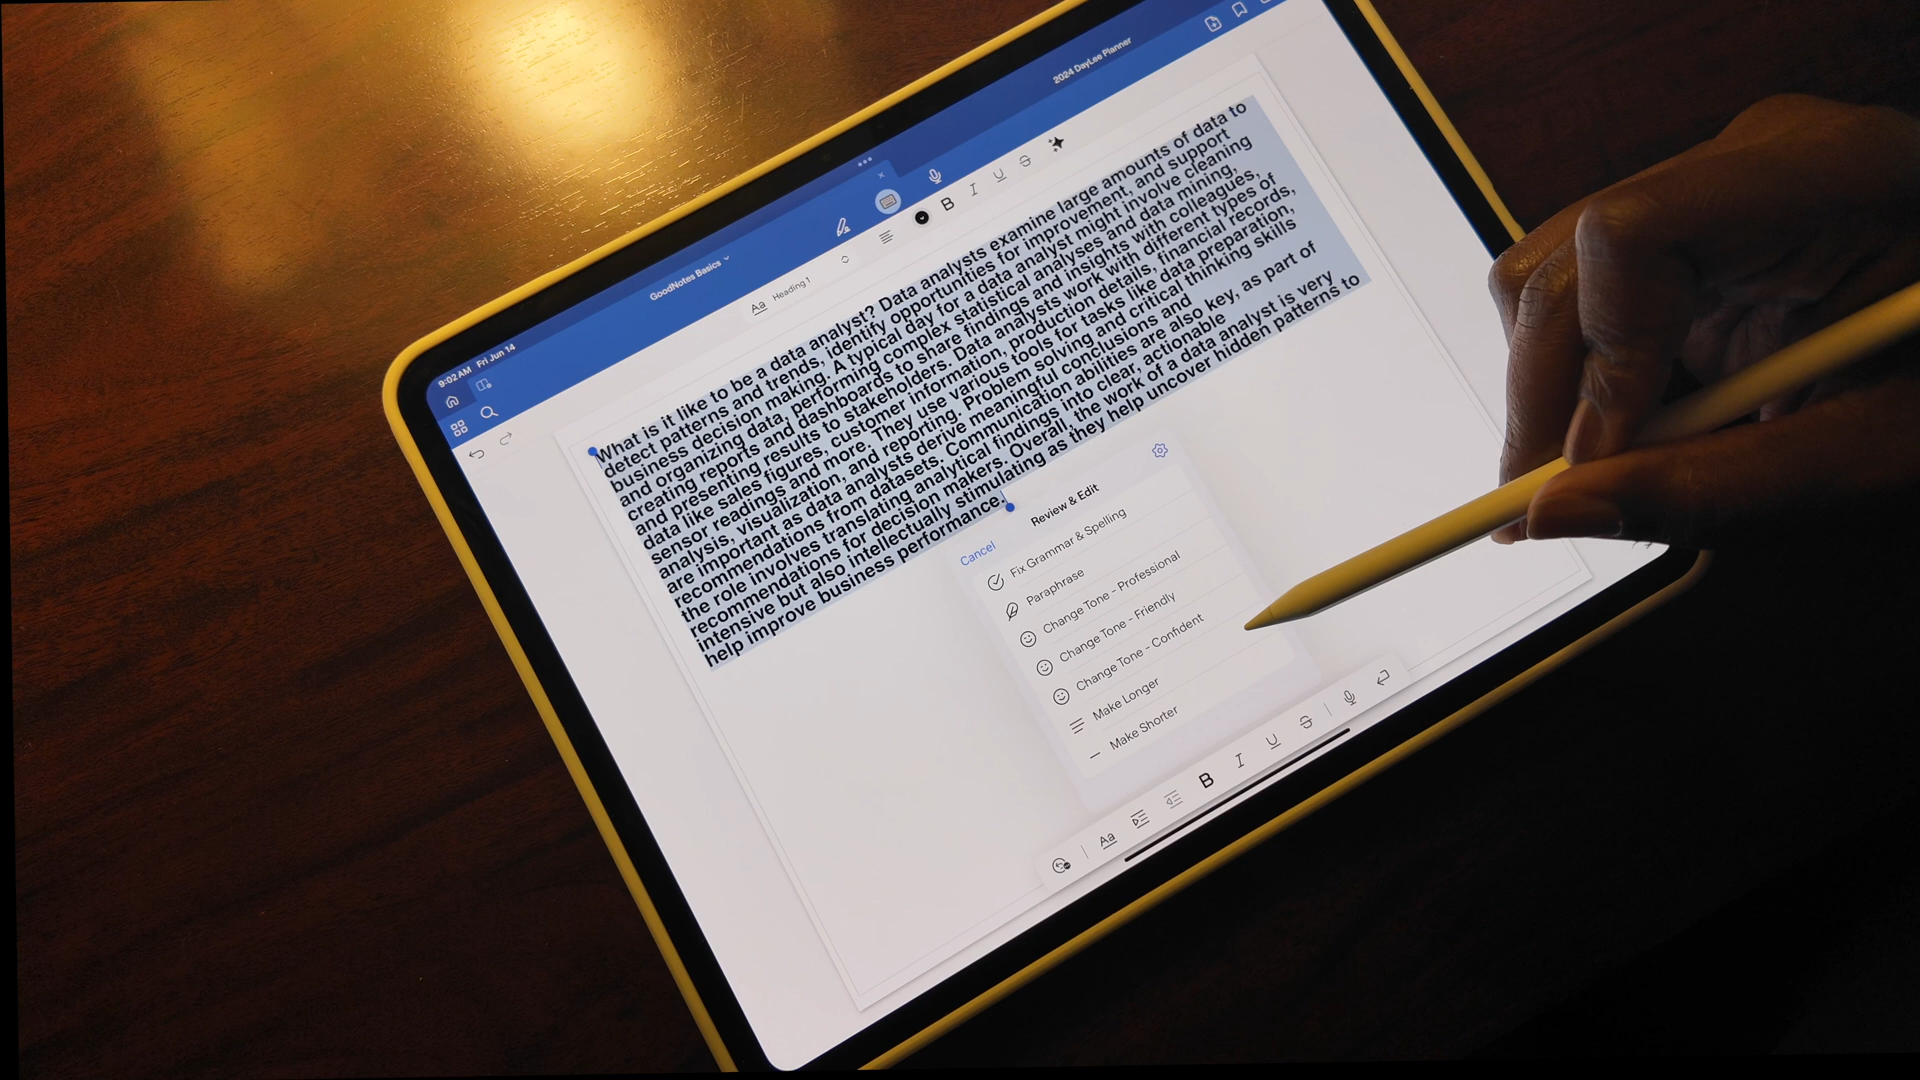 9:02 AM Fri Jun 14
GoodNotes Basics
2024 DayLee Planner
Aa Heading 1
B I U S
What is it like to be a data analyst? Data analysts examine large amounts of data to
detect patterns and trends, identify opportunities for improvement, and support
business decision making. A typical day for a data analyst might involve cleaning
and organizing data, performing complex statistical analyses and data mining,
creating reports and dashboards to share findings and insights with colleagues,
and presenting results to stakeholders. Data analysts work with different types of
data like sales figures, customer information, production details, financial records,
sensor readings and more. They use various tools for tasks like data preparation,
analysis, visualization, and reporting. Problem solving and critical thinking skills
are important as data analysts derive meaningful conclusions and
recommendations from datasets. Communication abilities are also key, as part of
the role involves translating analytical findings into clear, actionable
recommendations for decision makers. Overall, the work of a data analyst is very
intensive but also intellectually stimulating as they help uncover hidden patterns to
help improve business performance.
Cancel
Review & Edit
Fix Grammar & Spelling
Paraphrase
Change Tone - Professional
Change Tone - Friendly
Change Tone - Confident
Make Longer
Make Shorter
Aa B I U S